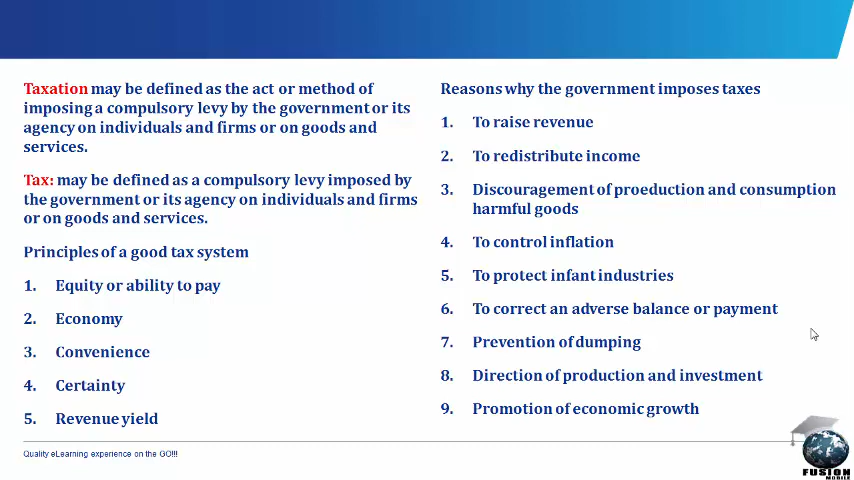 Taxation may be defined as the act or method of
imposing a compulsory levy by the government or its
agency on individuals and firms or on goods and
services.
Tax: may be defined as a compulsory levy imposed by
the government or its agency on individuals and firms
or on goods and services.
Principles of a good tax system
1. Equity or ability to pay
2. Economy
3. Convenience
4. Certainty
5. Revenue yield
Reasons why the government imposes taxes
1. To raise revenue
2. To redistribute income
3. Discouragement of proeduction and consumption
harmful goods
4. To control inflation
5. To protect infant industries
6. To correct an adverse balance or payment
7. Prevention of dumping
8. Direction of production and investment
9. Promotion of economic growth
Quality eLearning experience on the GO!!!
FUSION
MOBILE